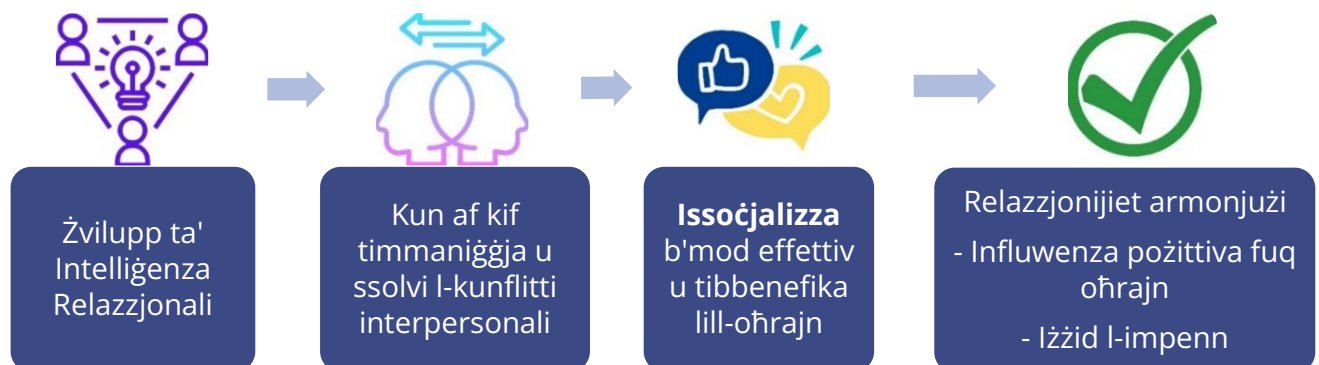 Żvilupp ta'
Intelliġenza
Relazzjonali
Kun af kif
timmaniġġja u
ssolvi l-kunflitti
interpersonali
Issoċjalizza
b'mod effettiv
u tibbenefika
lill-oħrajn
Relazzjonijiet armonjużi
- Influwenza pożittiva fuq
oħrajn
- Iżżid l-impenn